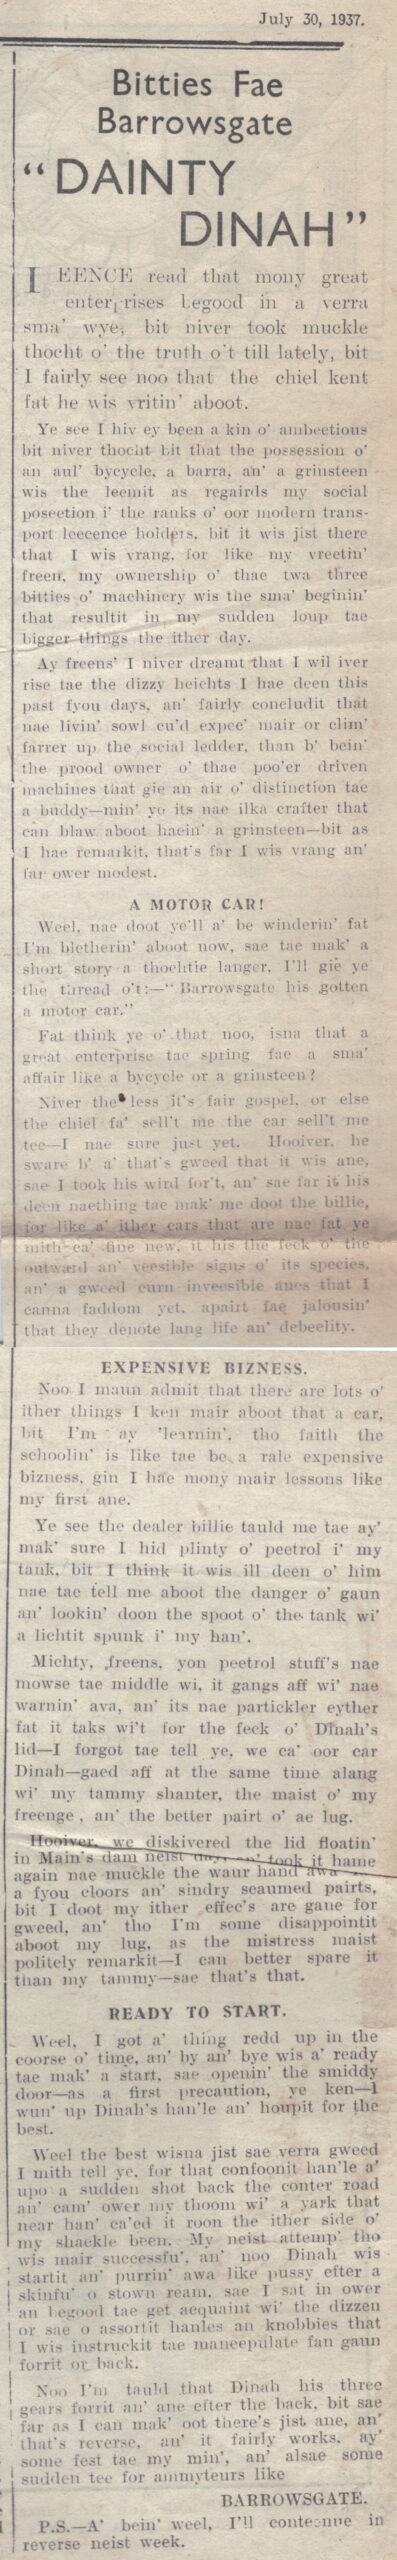 July 30, 1937.
Bitties Fae
Barrowsgate
"DAINTY
DINAH"
I EENCE read that mony great
enterprises begood in a verra
sma' wye, bit niver took muckle
thocht o' the truth o't till lately, bit
I fairly see noo that the chiel kent
fat he wis vritin' aboot.
Ye see I hiv ey been a kin o' ambeetious
bit niver thocht bit that the possession o'
an aul' bycycle, a barra, an' a grinsteen
wis the leemit as regairds my social
poseetion i' the ranks o' oor modern trans-
port leecence holders, bit it wis jist there
that I wis vrang, for like my vreetin'
freen, my ownership o' thae twa three
bitties o' machinery wis the sma' beginin'
that resultit in my sudden loup tae
bigger things the ither day.
Ay freens' I niver dreamt that I wil iver
rise tae the dizzy heichts I hae deen this
past fyou days, an' fairly concludit that
nae livin' sowl cu'd expec' mair or clim'
farrer up the social ledder, than b' bein'
the prood owner o' thae poo'er driven
machines that gie an air o' distinction tae
a buddy—min' ye its nae ilka crafter that
can blaw aboot haein' a grinsteen—bit as
I hae remairkit, that's far I wis vrang an'
far ower modest.
A MOTOR CAR!
Weel, nae doot ye'll a' be winderin' fat
I'm bletherin' aboot now, sae tae mak' a
short story a thochtie langer, I'll gie ye
the thread o't:—"Barrowsgate his gotten
a motor car."
Fat think ye o' that noo, isna that a
great enterprise tae spring fae a sma'
affair like a bycycle or a grinsteen?
Niver the less it's fair gospel, or else
the chiel fa' sell't me the car sell't me
tee—I nae sure just yet. Hooiver, he
sware b' a' that's gweed that it wis ane,
sae I took his wird for't, an' sae far it his
deen naething tae mak' me doot the billie,
for like a' ither cars that are nae fat ye
mith ca' fine new, it his the feck o' the
outward an' veesible signs o' its species,
an' a gweed curn inveesible anes that I
canna faddom yet, apairt fae jalousin'
that they denote lang life an' debeelity.
EXPENSIVE BIZNESS.
Noo I maun admit that there are lots o'
ither things I ken mair aboot that a car,
bit I'm ay 'learnin', tho faith the
schoolin' is like tae be a rale expensive
bizness, gin I hae mony mair lessons like
my first ane.
Ye see the dealer billie tauld me tae ay'
mak' sure I hid plinty o' peetrol i' my
tank, bit I think it wis ill deen o' him
nae tae tell me aboot the danger o' gaun
an' lookin' doon the spoot o' the tank wi'
a lichtit spunk i' my han'.
Michty, freens, yon peetrol stuff's nae
mowse tae middle wi, it gangs aff wi' nae
warnin' ava, an' its nae partickler eyther
fat it taks wi't for the feck o' Dinah's
lid—I forgot tae tell ye, we ca' oor car
Dinah—gaed aff at the same time alang
wi' my tammy shanter, the maist o' my
freenge, an' the better pairt o' ae lug.
Hooiver, we diskivered the lid floatin'
in Main's dam neist day, an' took it hame
again nae muckle the waur hand awa
a fyou cloors an' sindry scaumed pairts,
bit I doot my ither effec's are gane for
gweed, an' tho I'm some disappointit
aboot my lug, as the mistress maist
politely remarkit—I can better spare it
than my tammy—sae that's that.
READY TO START.
Weel, I got a' thing redd up in the
coorse o' time, an' by an' bye wis a' ready
tae mak' a start, sae openin' the smiddy
door—as a first precaution, ye ken—I
wun' up Dinah's han'le an' houpit for the
best.
Weel the best wisna jist sae verra gweed
I mith tell ye, for that confoonit han'le a'
upo a sudden shot back the conter road
an' cam' ower my thoom wi' a yark that
near han' ca'ed it roon the ither side o'
my shackle been. My neist attemp' tho
wis mair successfu', an' noo Dinah wis
startit an' purrin' awa like pussy efter a
skinfu' o stown ream, sae I sat in ower
an begood tae get acquaint wi' the dizzen
or sae o assortit hanles an knobbies that
I wis instruckit tae maneepulate fan gaun
forrit or back.
Noo I'm tauld that Dinah his three
gears forrit an' ane efter the back, bit sae
far as I can mak' oot there's jist ane, an'
that's reverse, an' it fairly works, ay'
some fest tae my min', an' alsae some
sudden tee for ammyteurs like
BARROWSGATE.
P.S.—A' bein' weel, I'll conteenue in
reverse neist week.